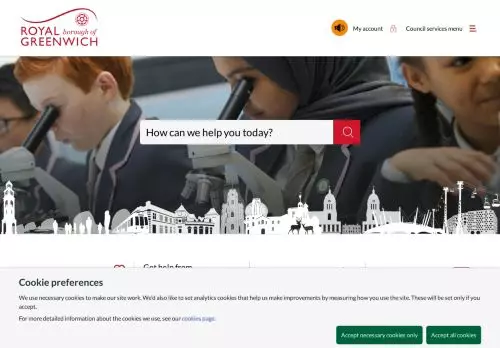 ROYAL borough of
GREENWICH
My account
Council services menu
How can we help you today?
Get help from
Cookie preferences
We use necessary cookies to make our site work. We'd also like to set analytics cookies that help us make improvements by measuring how you use the site. These will be set only if you
accept.
For more detailed information about the cookies we use, see our cookies page.
Accept necessary cookies only
Accept all cookies